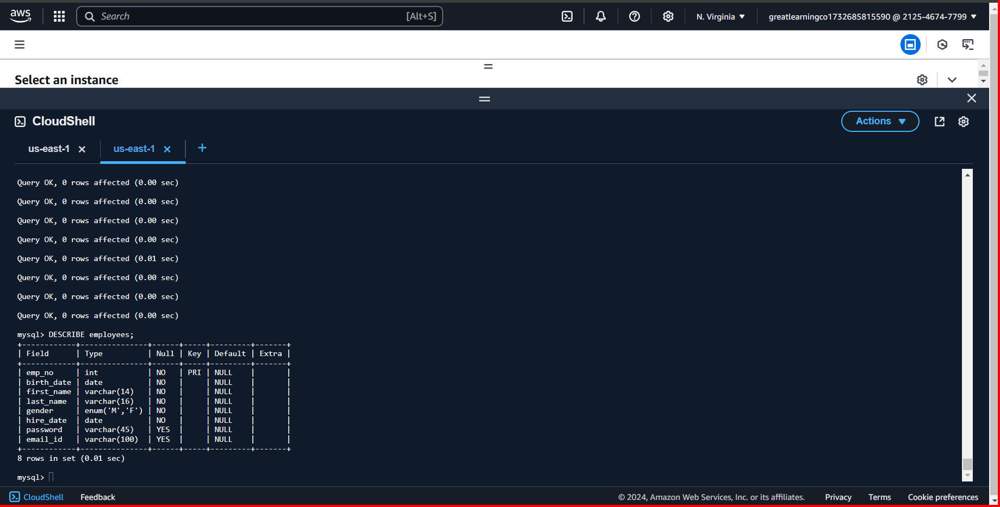 aws
Search [Alt+S] N. Virginia ▼ greatlearningco1732685815590 @ 2125-4674-7799 ▼
Select an instance
CloudShell
Actions ▼
us-east-1 × us-east-1 × +
Query OK, 0 rows affected (0.00 sec)
Query OK, 0 rows affected (0.00 sec)
Query OK, 0 rows affected (0.00 sec)
Query OK, 0 rows affected (0.00 sec)
Query OK, 0 rows affected (0.01 sec)
Query OK, 0 rows affected (0.00 sec)
Query OK, 0 rows affected (0.00 sec)
Query OK, 0 rows affected (0.00 sec)
mysql> DESCRIBE employees;
+------------+---------------+------+-----+---------+-------+
| Field      | Type          | Null | Key | Default | Extra |
+------------+---------------+------+-----+---------+-------+
| emp_no     | int           | NO   | PRI | NULL    |       |
| birth_date | date          | NO   |     | NULL    |       |
| first_name | varchar(14)   | NO   |     | NULL    |       |
| last_name  | varchar(16)   | NO   |     | NULL    |       |
| gender     | enum('M','F') | NO   |     | NULL    |       |
| hire_date  | date          | NO   |     | NULL    |       |
| password   | varchar(45)   | YES  |     | NULL    |       |
| email_id   | varchar(100)  | YES  |     | NULL    |       |
+------------+---------------+------+-----+---------+-------+
8 rows in set (0.01 sec)
mysql>
CloudShell Feedback © 2024, Amazon Web Services, Inc. or its affiliates. Privacy Terms Cookie preferences